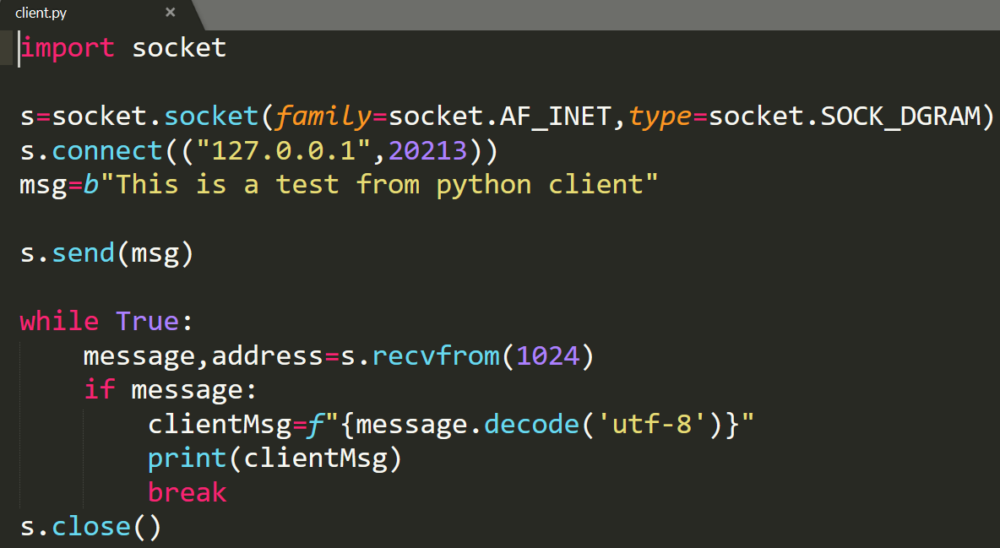 client.py ×
import socket
s=socket.socket(family=socket.AF_INET,type=socket.SOCK_DGRAM)
s.connect(("127.0.0.1",20213))
msg=b"This is a test from python client"
s.send(msg)
while True:
    message,address=s.recvfrom(1024)
    if message:
        clientMsg=f"{message.decode('utf-8')}"
        print(clientMsg)
        break
s.close()